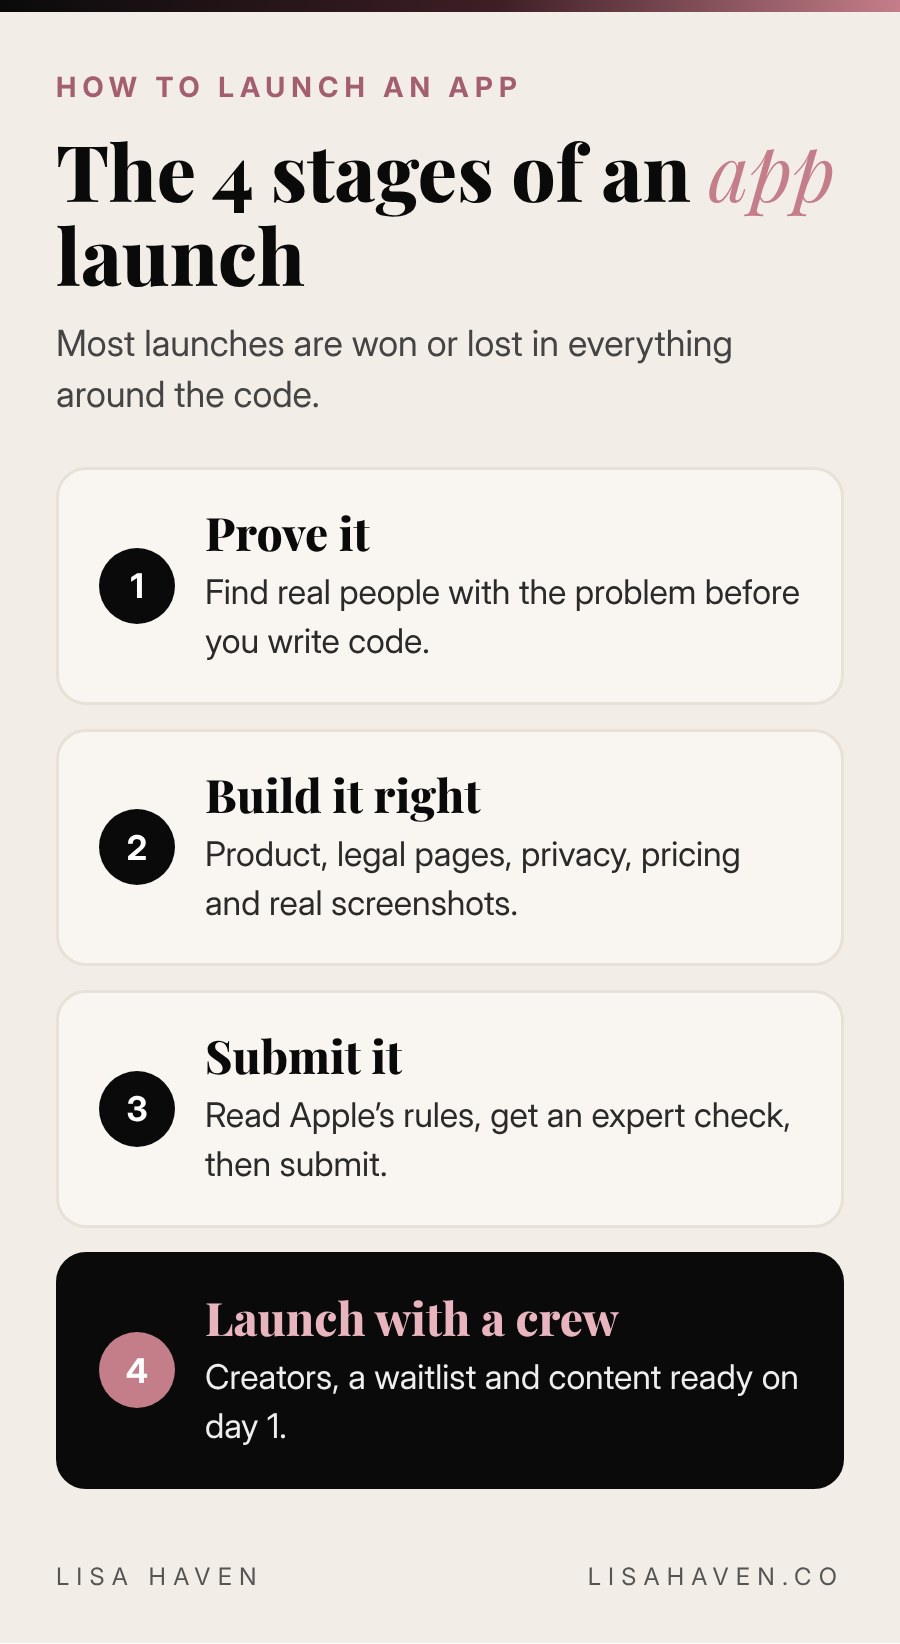 HOW TO LAUNCH AN APP
The 4 stages of an app
launch
Most launches are won or lost in everything
around the code.
1
Prove it
Find real people with the problem before
you write code.
2
Build it right
Product, legal pages, privacy, pricing
and real screenshots.
3
Submit it
Read Apple’s rules, get an expert check,
then submit.
4
Launch with a crew
Creators, a waitlist and content ready on
day 1.
LISA HAVEN
LISAHAVEN.CO